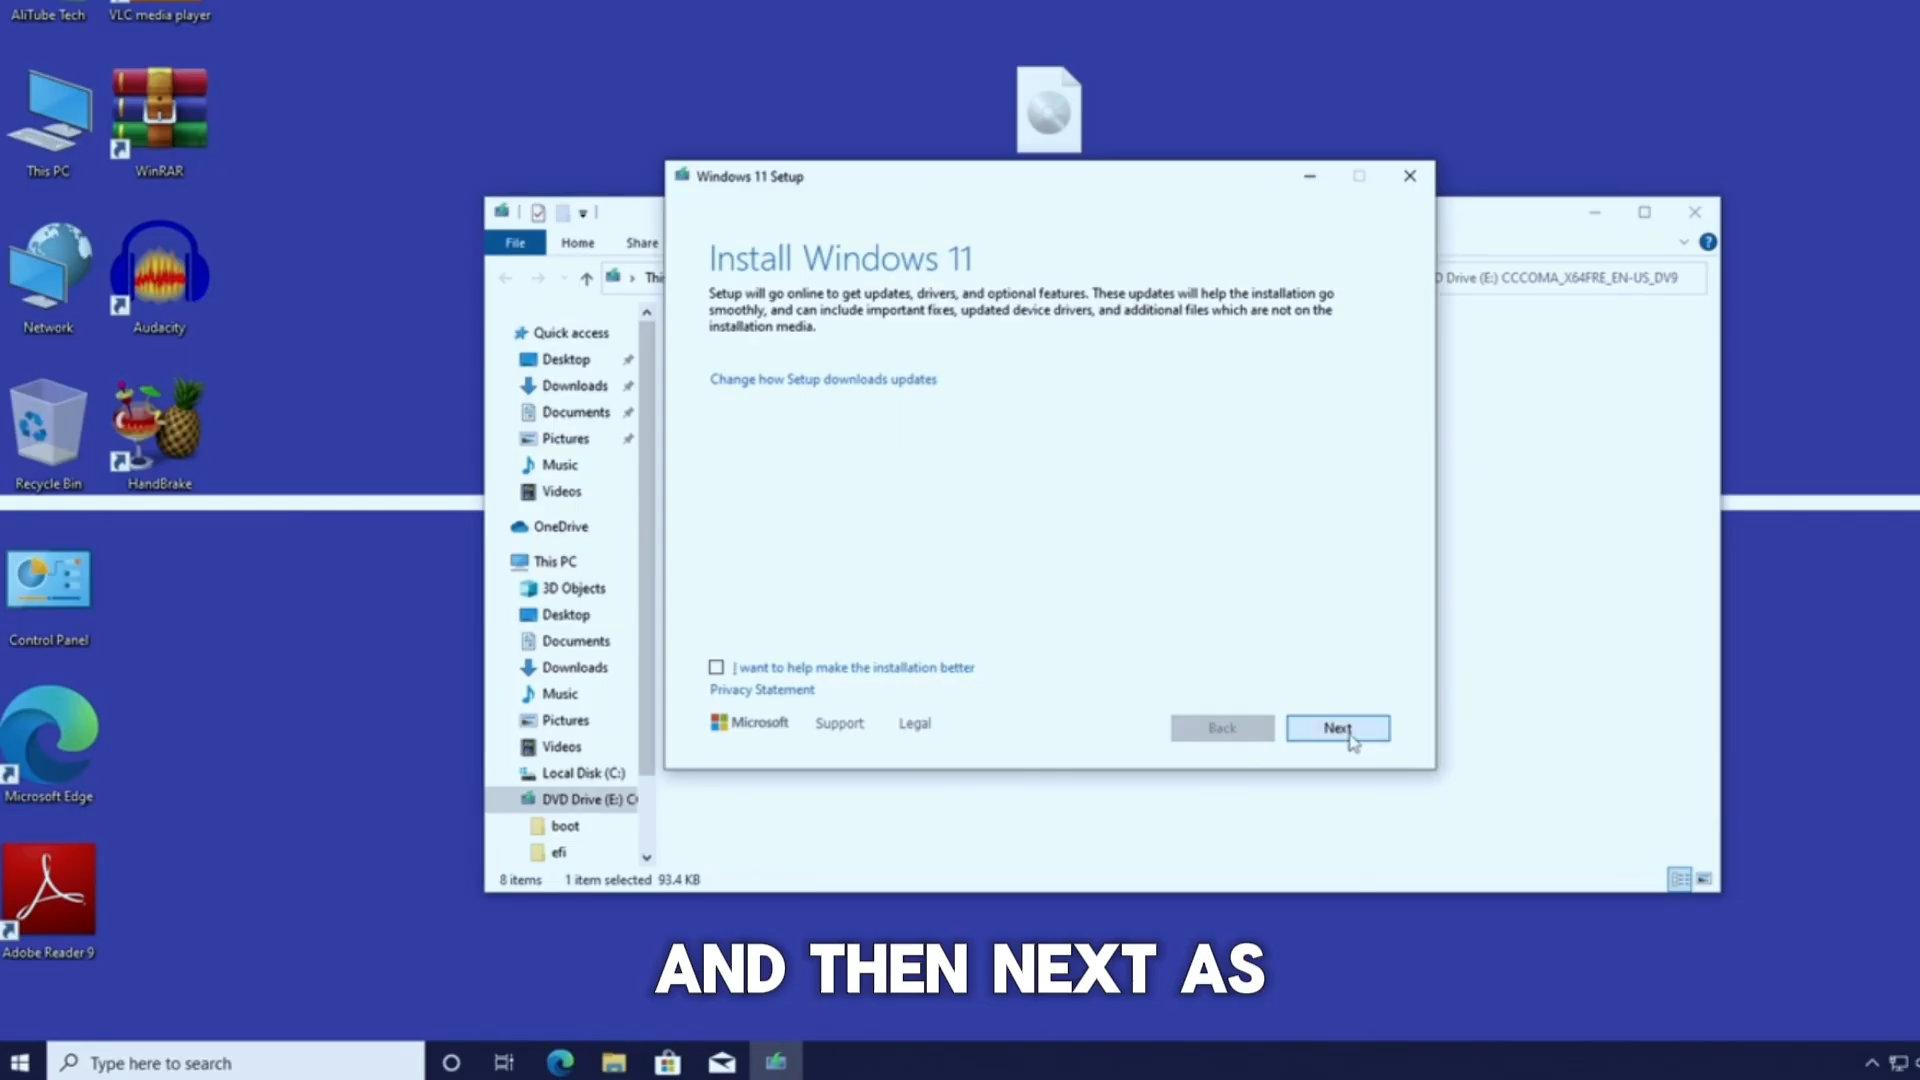 AliTube Tech
VLC media player
This PC
WinRAR
Network
Audacity
Recycle Bin
HandBrake
Control Panel
Microsoft Edge
Adobe Reader 9
File
Home
Share
Thi
D Drive (E:) CCCOMA_X64FRE_EN-US_DV9
Quick access
Desktop
Downloads
Documents
Pictures
Music
Videos
OneDrive
This PC
3D Objects
Desktop
Documents
Downloads
Music
Pictures
Videos
Local Disk (C:)
DVD Drive (E:) C
boot
efi
8 items 1 item selected 93.4 KB
Windows 11 Setup
Install Windows 11
Setup will go online to get updates, drivers, and optional features. These updates will help the installation go
smoothly, and can include important fixes, updated device drivers, and additional files which are not on the
installation media.
Change how Setup downloads updates
I want to help make the installation better
Privacy Statement
Microsoft Support Legal
Back
Next
AND THEN NEXT AS
Type here to search